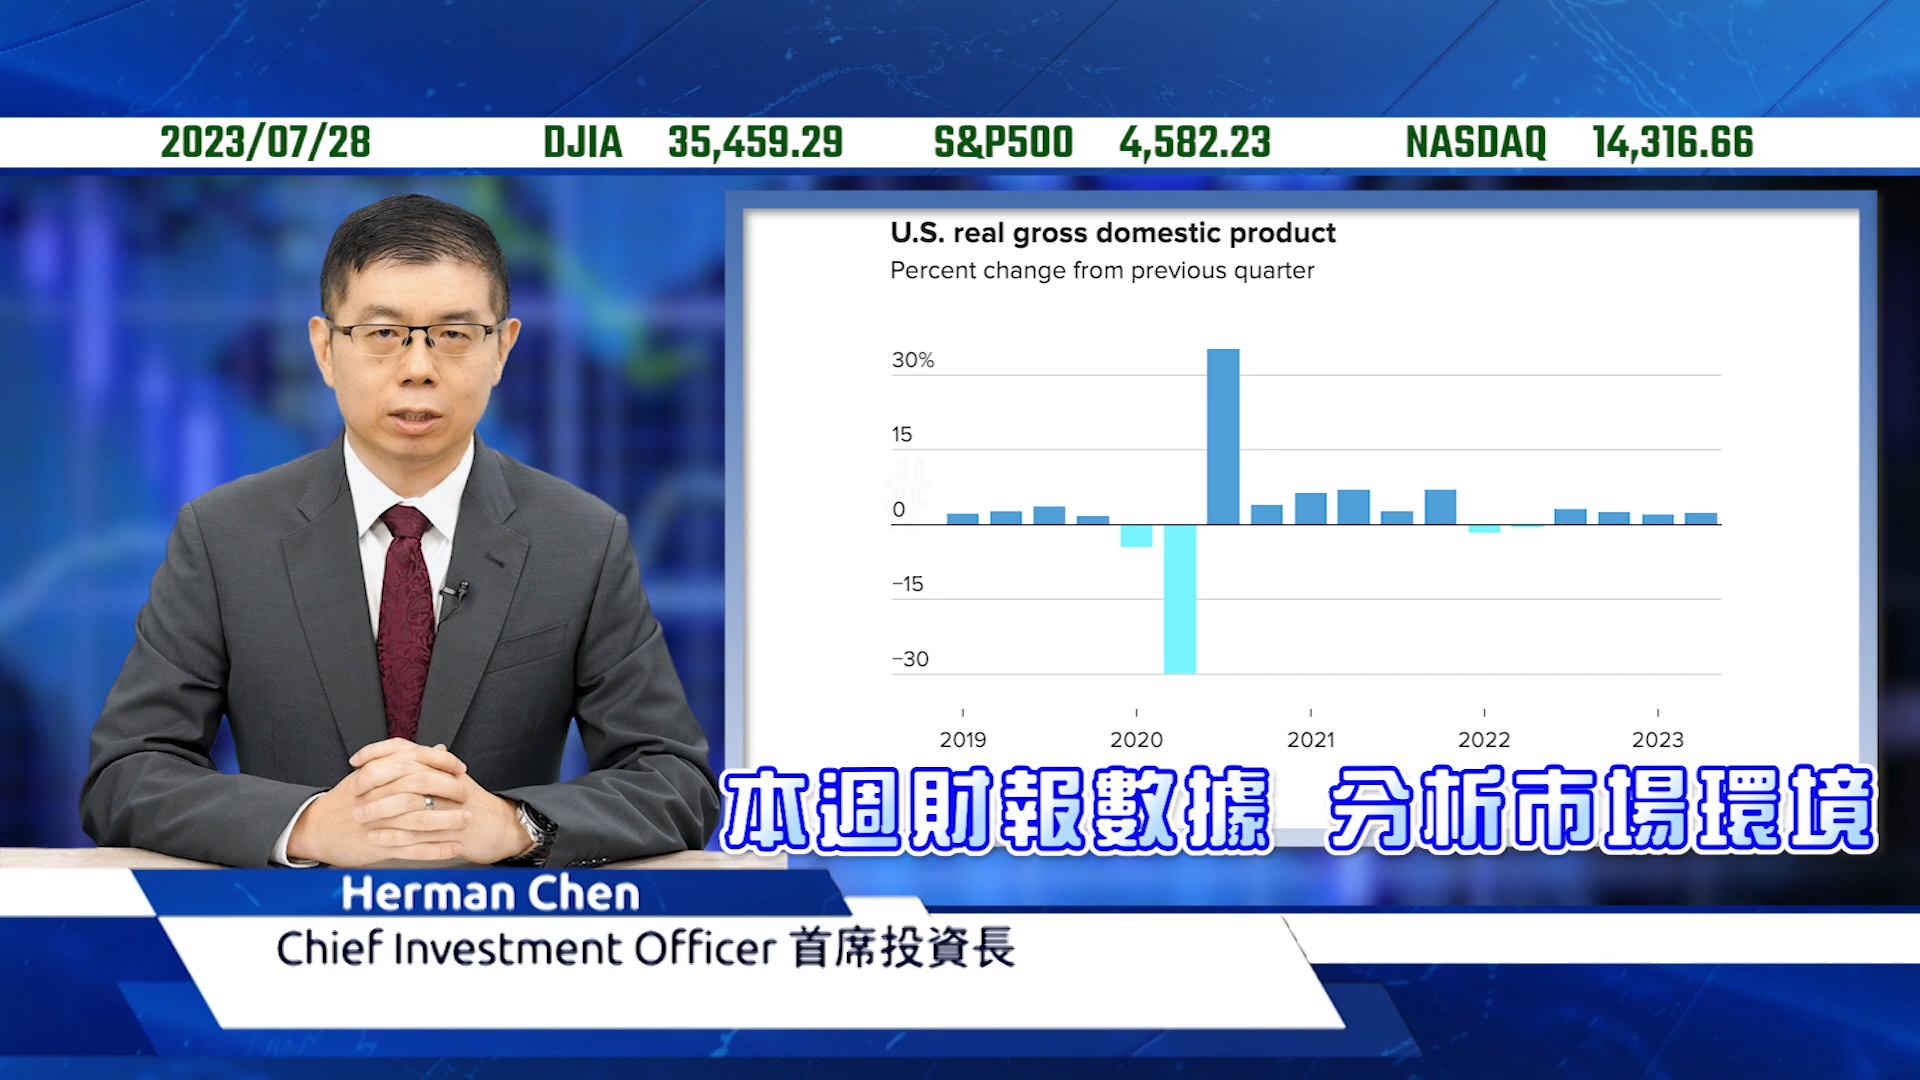 2023/07/28 DJIA 35,459.29 S&P500 4,582.23 NASDAQ 14,316.66
U.S. real gross domestic product
Percent change from previous quarter
30%
15
0
−15
−30
2019 2020 2021 2022 2023
本週財報數據 分析市場環境
Herman Chen
Chief Investment Officer 首席投資長